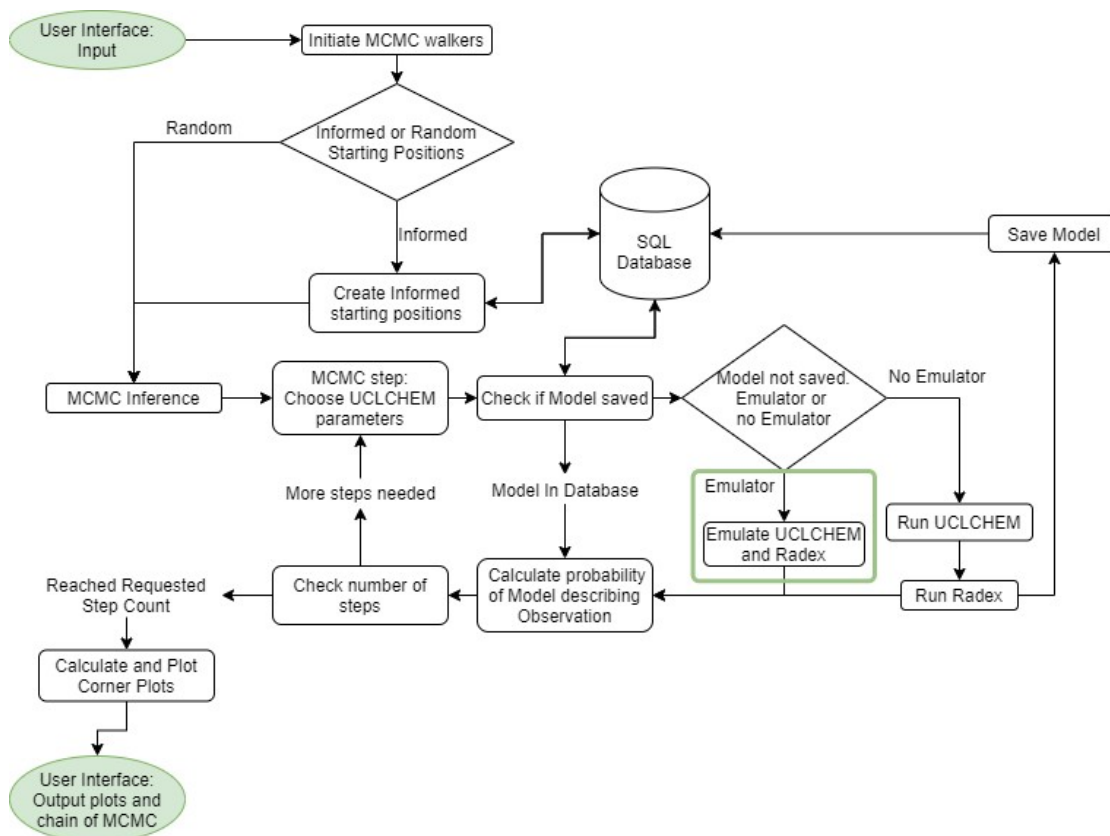 User Interface:
Input
Initiate MCMC walkers
Random
Informed or Random
Starting Positions
Informed
SQL
Database
Save Model
Create Informed
starting positions
MCMC Inference
MCMC step:
Choose UCLCHEM
parameters
Check if Model saved
Model not saved.
Emulator or
no Emulator
No Emulator
More steps needed
Model In Database
Emulator
Emulate UCLCHEM
and Radex
Run UCLCHEM
Run Radex
Calculate probability
of Model describing
Observation
Check number of
steps
Reached Requested
Step Count
Calculate and Plot
Corner Plots
User Interface:
Output plots and
chain of MCMC